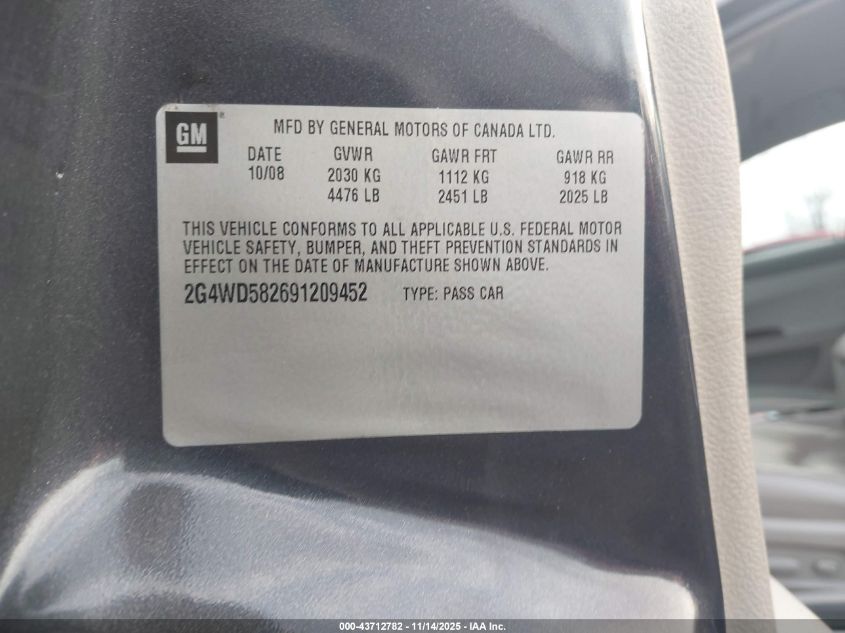 GM
MFD BY GENERAL MOTORS OF CANADA LTD.
DATE GVWR GAWR FRT GAWR RR
10/08 2030 KG 1112 KG 918 KG
4476 LB 2451 LB 2025 LB
THIS VEHICLE CONFORMS TO ALL APPLICABLE U.S. FEDERAL MOTOR
VEHICLE SAFETY, BUMPER, AND THEFT PREVENTION STANDARDS IN
EFFECT ON THE DATE OF MANUFACTURE SHOWN ABOVE.
2G4WD582691209452 TYPE: PASS CAR
000-43712782 - 11/14/2025 - IAA Inc.